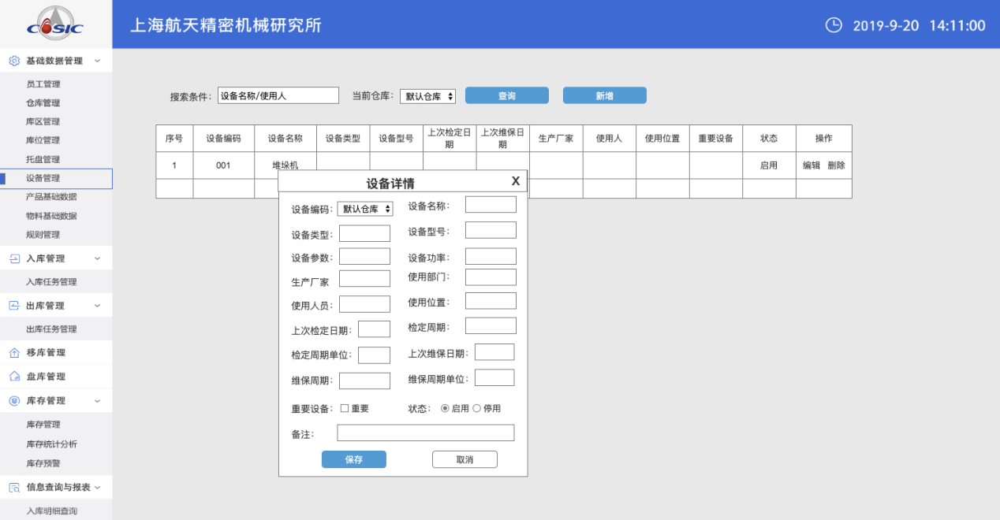 COSIC
上海航天精密机械研究所
2019-9-20 14:11:00
基础数据管理
员工管理
仓库管理
库区管理
库位管理
托盘管理
设备管理
产品基础数据
物料基础数据
规则管理
入库管理
入库任务管理
出库管理
出库任务管理
移库管理
盘库管理
库存管理
库存管理
库存统计分析
库存预警
信息查询与报表
入库明细查询
搜索条件: 设备名称/使用人 当前仓库: 默认仓库 查询 新增
序号 设备编码 设备名称 设备类型 设备型号 上次检定日期 上次维保日期 生产厂家 使用人 使用位置 重要设备 状态 操作
1 001 堆垛机 启用 编辑 删除
设备详情 X
设备编码: 默认仓库 设备名称:
设备类型: 设备型号:
设备参数: 设备功率:
生产厂家 使用部门:
使用人员: 使用位置:
上次检定日期: 检定周期:
检定周期单位: 上次维保日期:
维保周期: 维保周期单位:
重要设备: 重要 状态: 启用 停用
备注:
保存 取消